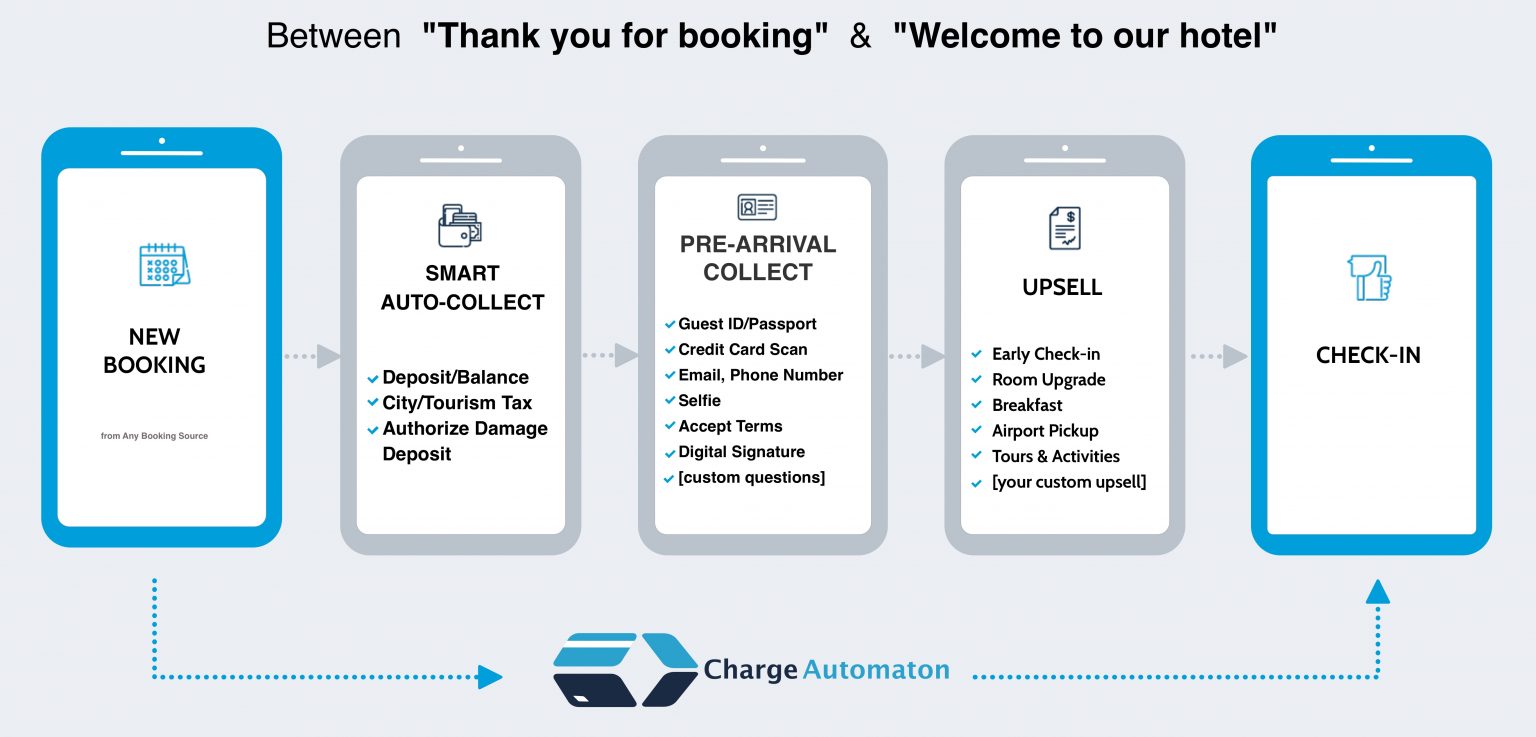 Between "Thank you for booking" & "Welcome to our hotel"
NEW
BOOKING
from Any Booking Source
SMART
AUTO-COLLECT
Deposit/Balance
City/Tourism Tax
Authorize Damage
Deposit
PRE-ARRIVAL
COLLECT
Guest ID/Passport
Credit Card Scan
Email, Phone Number
Selfie
Accept Terms
Digital Signature
[custom questions]
$
UPSELL
Early Check-in
Room Upgrade
Breakfast
Airport Pickup
Tours & Activities
[your custom upsell]
CHECK-IN
Charge Automaton